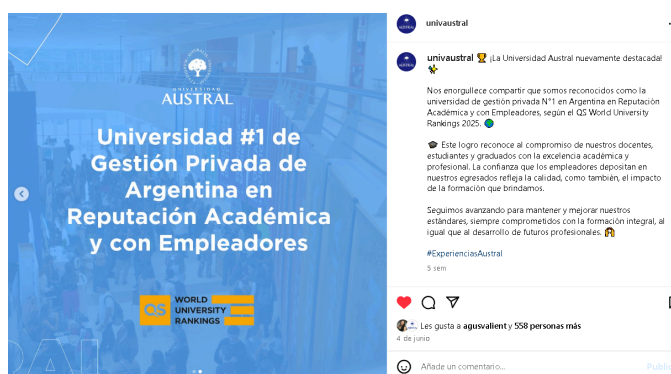 UNIVERSIDAD
AUSTRAL
Universidad #1 de
Gestión Privada de
Argentina en
Reputación Académica
y con Empleadores
QS
WORLD
UNIVERSITY
RANKINGS
AUSTRAL
univaustral
AUSTRAL
univaustral 🏆 ¡La Universidad Austral nuevamente destacada!
✨
Nos enorgullece compartir que somos reconocidos como la
universidad de gestión privada N°1 en Argentina en Reputación
Académica y con Empleadores, según el QS World University
Rankings 2025. 🌎
🎓 Este logro reconoce al compromiso de nuestros docentes,
estudiantes y graduados con la excelencia académica y
profesional. La confianza que los empleadores depositan en
nuestros egresados refleja la calidad, como también, el impacto
de la formación que brindamos.
Seguimos avanzando para mantener y mejorar nuestros
estándares, siempre comprometidos con la formación integral, al
igual que al desarrollo de futuros profesionales. 🙌
#ExperienciasAustral
5 sem
Les gusta a agusvalient y 558 personas más
4 de junio
Añade un comentario...